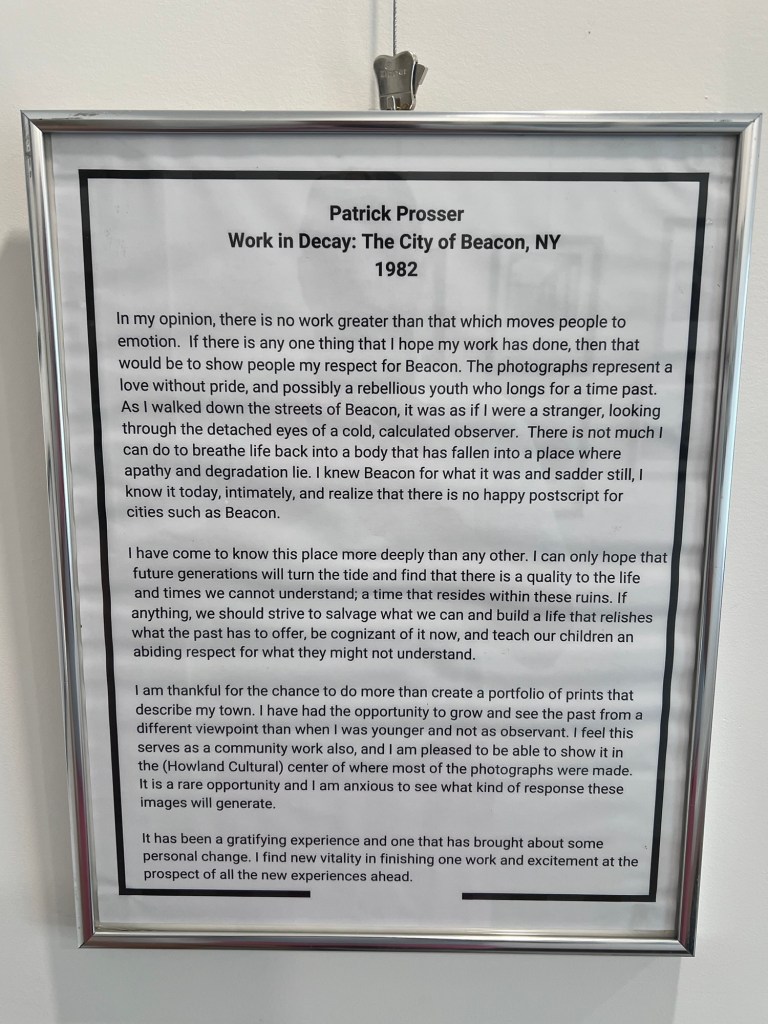 Patrick Prosser
Work in Decay: The City of Beacon, NY
1982
In my opinion, there is no work greater than that which moves people to
emotion. If there is any one thing that I hope my work has done, then that
would be to show people my respect for Beacon. The photographs represent a
love without pride, and possibly a rebellious youth who longs for a time past.
As I walked down the streets of Beacon, it was as if I were a stranger, looking
through the detached eyes of a cold, calculated observer. There is not much I
can do to breathe life back into a body that has fallen into a place where
apathy and degradation lie. I knew Beacon for what it was and sadder still, I
know it today, intimately, and realize that there is no happy postscript for
cities such as Beacon.
I have come to know this place more deeply than any other. I can only hope that
future generations will turn the tide and find that there is a quality to the life
and times we cannot understand; a time that resides within these ruins. If
anything, we should strive to salvage what we can and build a life that relishes
what the past has to offer, be cognizant of it now, and teach our children an
abiding respect for what they might not understand.
I am thankful for the chance to do more than create a portfolio of prints that
describe my town. I have had the opportunity to grow and see the past from a
different viewpoint than when I was younger and not as observant. I feel this
serves as a community work also, and I am pleased to be able to show it in
the (Howland Cultural) center of where most of the photographs were made.
It is a rare opportunity and I am anxious to see what kind of response these
images will generate.
It has been a gratifying experience and one that has brought about some
personal change. I find new vitality in finishing one work and excitement at the
prospect of all the new experiences ahead.